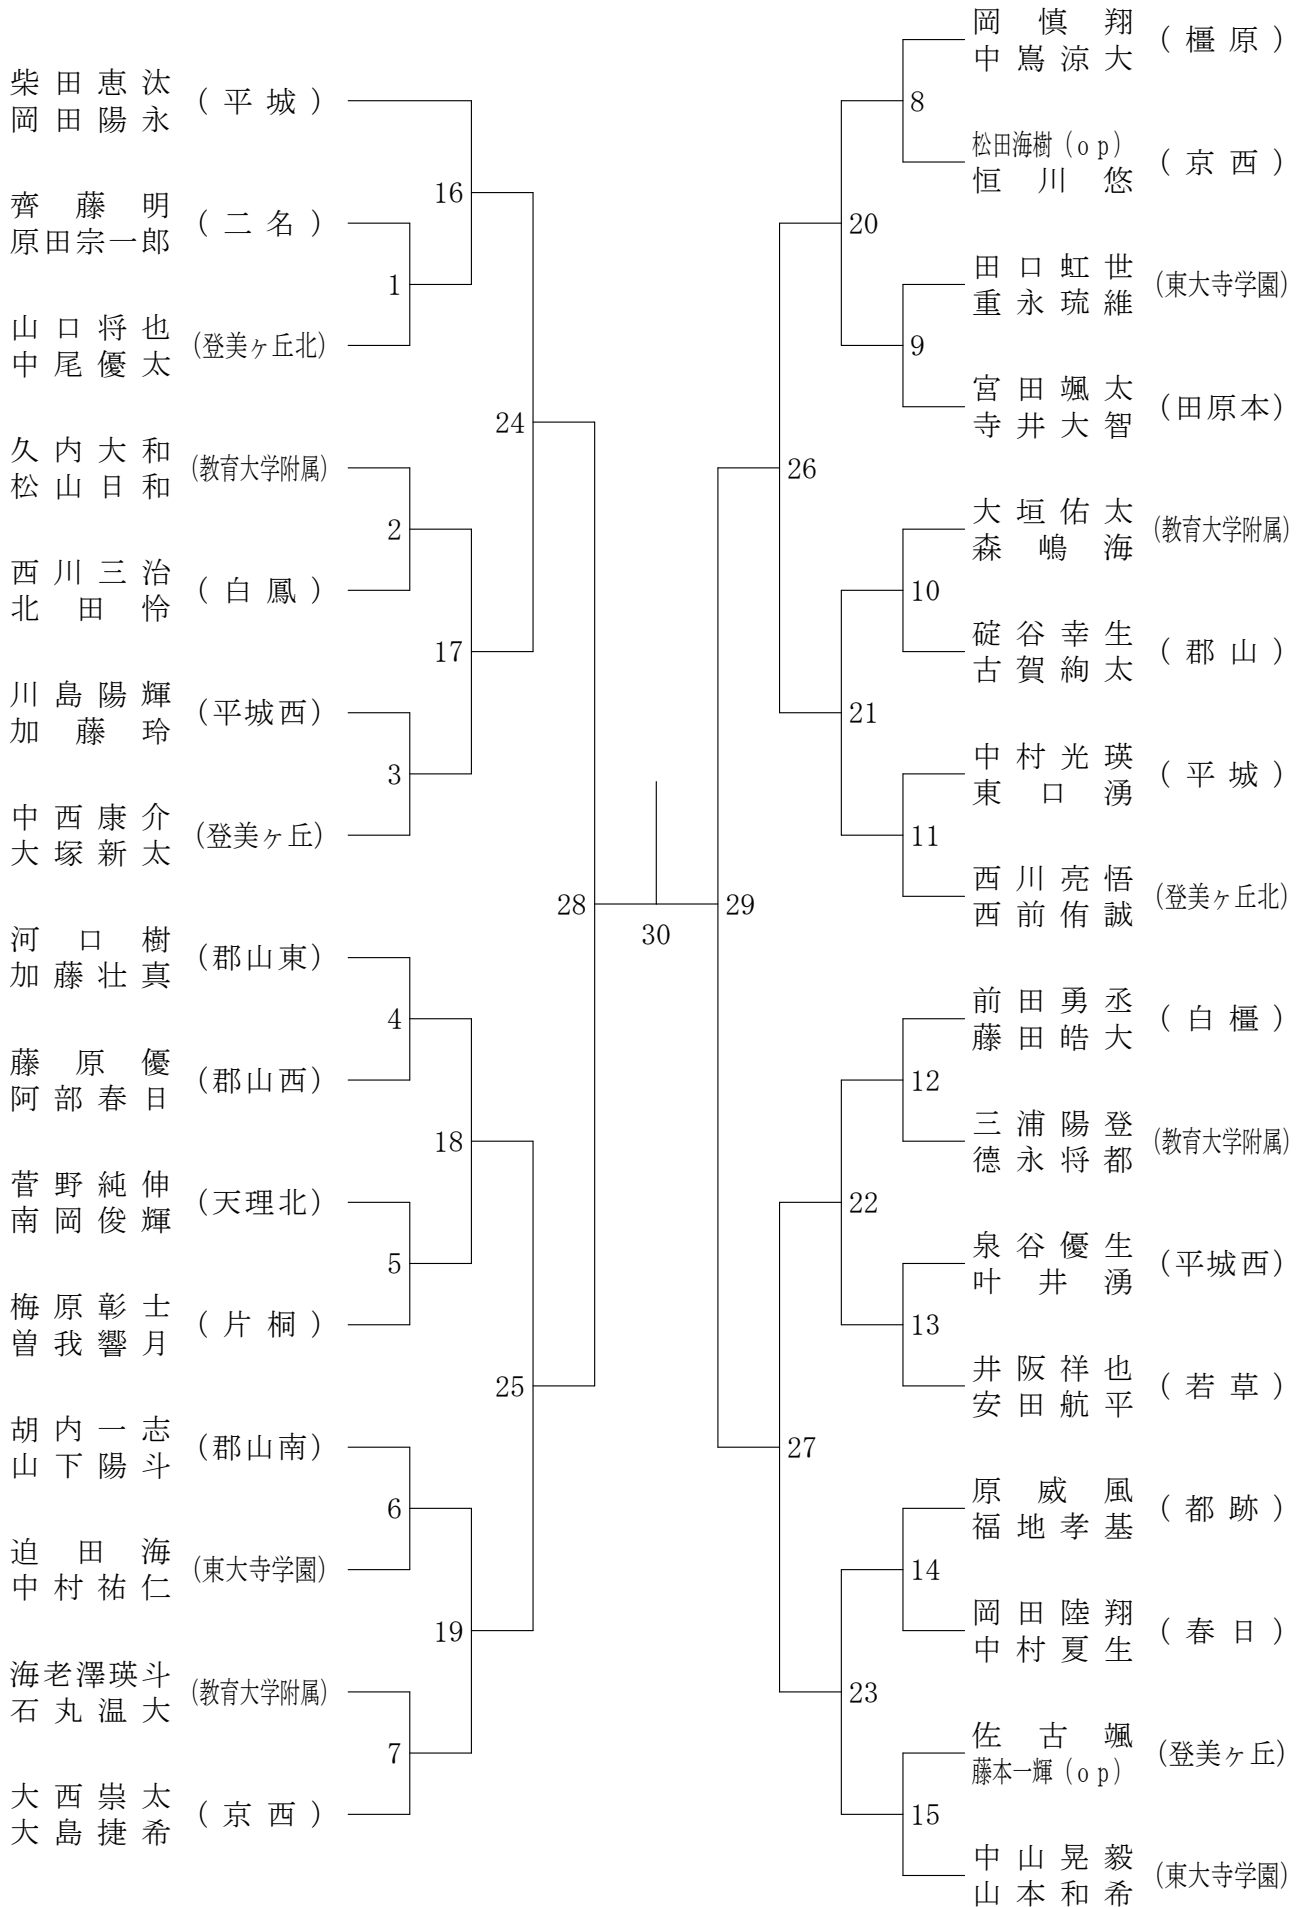 柴田恵汰
岡田陽永
(平城)
齊藤明
原田宗一郎
(二名)
山口将也
中尾優太
(登美ヶ丘北)
久内大和
松山日和
(教育大学附属)
西川三治
北田怜
(白鳳)
川島陽輝
加藤玲
(平城西)
中西康介
大塚新太
(登美ヶ丘)
河口樹
加藤壮真
(郡山東)
藤原優
阿部春日
(郡山西)
菅野純伸
南岡俊輝
(天理北)
梅原彰士
曽我響月
(片桐)
胡内一志
山下陽斗
(郡山南)
迫田海
中村祐仁
(東大寺学園)
海老澤瑛斗
石丸温大
(教育大学附属)
大西崇太
大島捷希
(京西)
1
2
3
4
5
6
7
16
17
18
19
24
25
28
30
29
26
27
20
21
22
23
8
9
10
11
12
13
14
15
岡慎翔
中嶌涼大
(橿原)
松田海樹(op)
恒川悠
(京西)
田口虹世
重永琉維
(東大寺学園)
宮田颯太
寺井大智
(田原本)
大垣佑太
森嶋海
(教育大学附属)
碇谷幸生
古賀絢太
(郡山)
中村光瑛
東口湧
(平城)
西川亮悟
西前侑誠
(登美ヶ丘北)
前田勇丞
藤田皓大
(白橿)
三浦陽登
德永将都
(教育大学附属)
泉谷優生
叶井湧
(平城西)
井阪祥也
安田航平
(若草)
原威風
福地孝基
(都跡)
岡田陸翔
中村夏生
(春日)
佐古颯
藤本一輝(op)
(登美ヶ丘)
中山晃毅
山本和希
(東大寺学園)